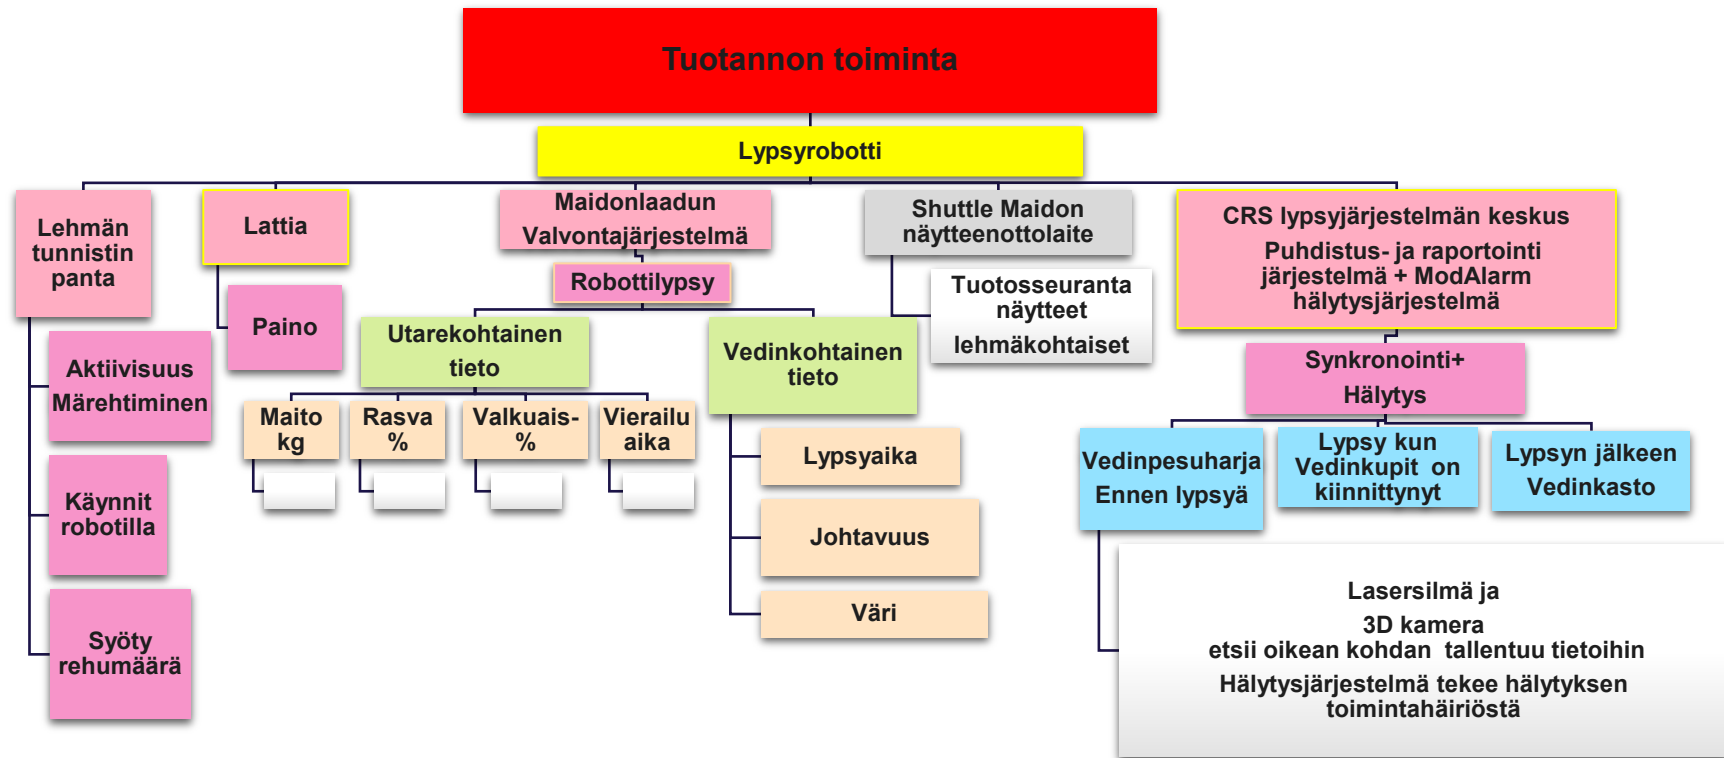 Tuotannon toiminta
Lypsyrobotti
Lehmän
tunnistin
panta
Lattia
Maidonlaadun
Valvontajärjestelmä
Shuttle Maidon
näytteenottolaite
CRS lypsyjärjestelmän keskus
Puhdistus- ja raportointi
järjestelmä + ModAlarm
hälytysjärjestelmä
Aktiivisuus
Märehtiminen
Käynnit
robotilla
Syöty
rehumäärä
Paino
Robottilypsy
Utarekohtainen
tieto
Maito
kg
Rasva
%
Valkuais-
%
Vierailu
aika
Vedinkohtainen
tieto
Lypsyaika
Johtavuus
Väri
Tuotosseuranta
näytteet
lehmäkohtaiset
Synkronointi+
Hälytys
Vedinpesuharja
Ennen lypsyä
Lypsy kun
Vedinkupit on
kiinnittynyt
Lypsyn jälkeen
Vedinkasto
Lasersilmä ja
3D kamera
etsii oikean kohdan tallentuu tietoihin
Hälytysjärjestelmä tekee hälytyksen
toimintahäiriöstä